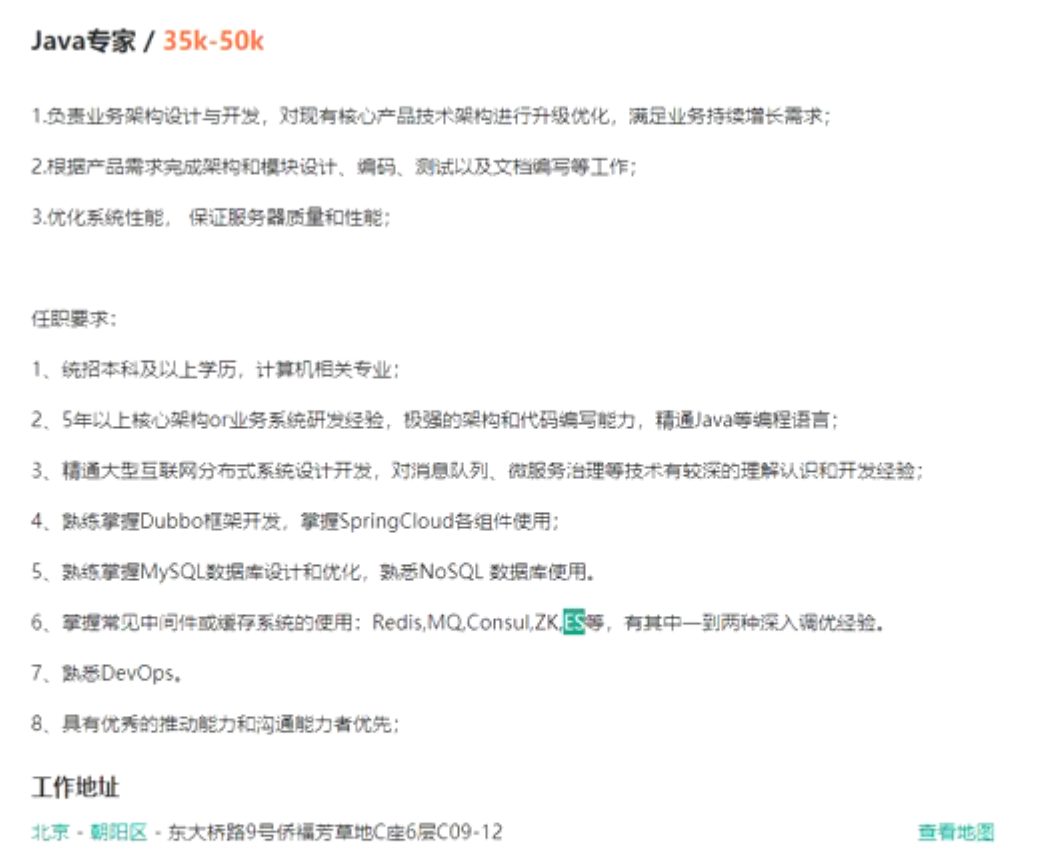 Java专家 / 35k-50k
1.负责业务架构设计与开发，对现有核心产品技术架构进行升级优化，满足业务持续增长需求；
2.根据产品需求完成架构和模块设计、编码、测试以及文档编写等工作；
3.优化系统性能， 保证服务器质量和性能；
任职要求：
1、统招本科及以上学历，计算机相关专业；
2、5年以上核心架构or业务系统研发经验，极强的架构和代码编写能力，精通Java等编程语言；
3、精通大型互联网分布式系统设计开发，对消息队列、微服务治理等技术有较深的理解认识和开发经验；
4、熟练掌握Dubbo框架开发，掌握SpringCloud各组件使用；
5、熟练掌握MySQL数据库设计和优化，熟悉NoSQL 数据库使用。
6、掌握常见中间件或缓存系统的使用：Redis,MQ,Consul,ZK,ES等，有其中一到两种深入调优经验。
7、熟悉DevOps。
8、具有优秀的推动能力和沟通能力者优先；
工作地址
北京 - 朝阳区 - 东大桥路9号侨福芳草地C座6层C09-12 查看地图